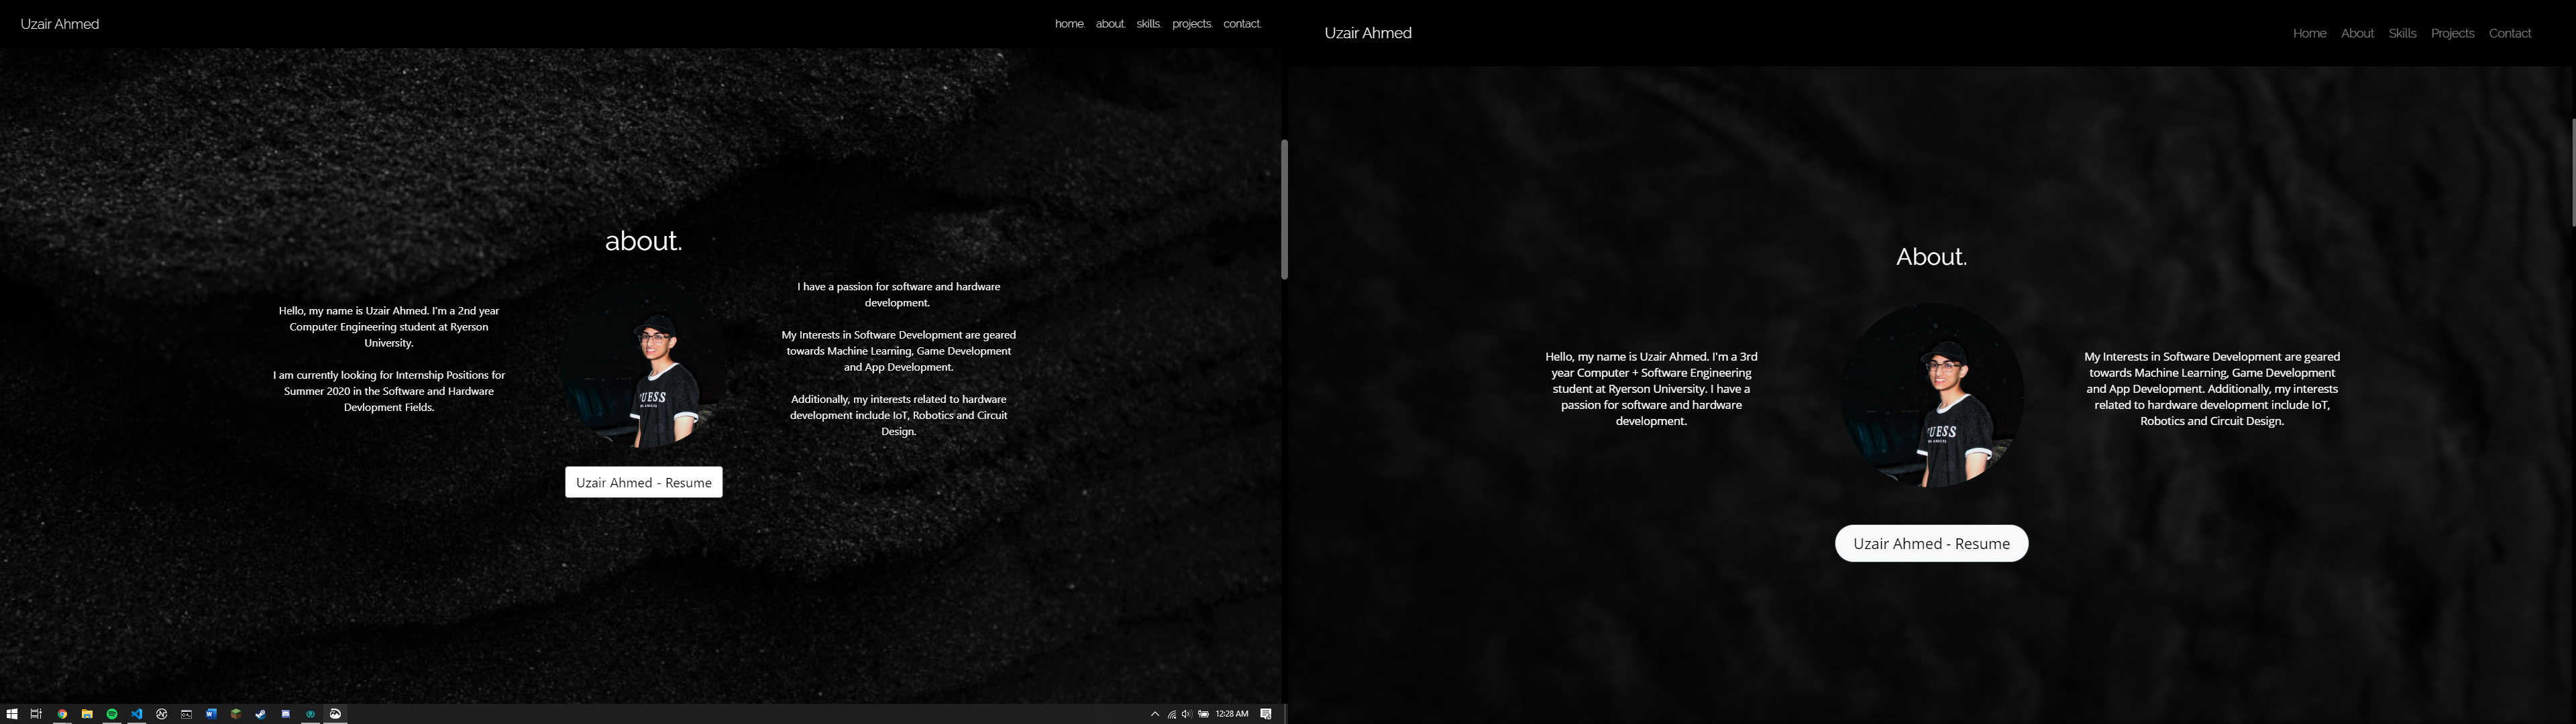 Uzair Ahmed
home. about. skills. projects. contact.
about.
Hello, my name is Uzair Ahmed. I'm a 2nd year
Computer Engineering student at Ryerson
University.
I am currently looking for Internship Positions for
Summer 2020 in the Software and Hardware
Devlopment Fields.
GUESS
LOS ANGELES
I have a passion for software and hardware
development.
My Interests in Software Development are geared
towards Machine Learning, Game Development
and App Development.
Additionally, my interests related to hardware
development include IoT, Robotics and Circuit
Design.
Uzair Ahmed - Resume
12:28 AM
Uzair Ahmed
Home About Skills Projects Contact
About.
Hello, my name is Uzair Ahmed. I'm a 3rd
year Computer + Software Engineering
student at Ryerson University. I have a
passion for software and hardware
development.
GUESS
LOS ANGELES
My Interests in Software Development are geared
towards Machine Learning, Game Development
and App Development. Additionally, my interests
related to hardware development include IoT,
Robotics and Circuit Design.
Uzair Ahmed - Resume